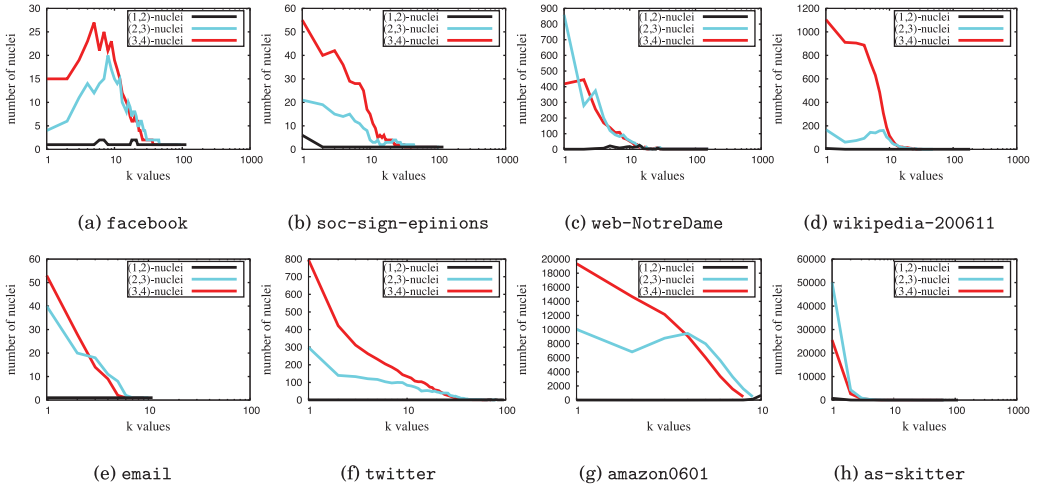 30
25
20
15
10
5
0
number of nuclei
(1,2)-nuclei
(2,3)-nuclei
(3,4)-nuclei
1 10 100 1000
k values
(a) facebook
60
50
40
30
20
10
0
number of nuclei
(1,2)-nuclei
(2,3)-nuclei
(3,4)-nuclei
1 10 100 1000
k values
(b) soc-sign-epinions
900
800
700
600
500
400
300
200
100
0
number of nuclei
(1,2)-nuclei
(2,3)-nuclei
(3,4)-nuclei
1 10 100 1000
k values
(c) web-NotreDame
1200
1000
800
600
400
200
0
number of nuclei
(1,2)-nuclei
(2,3)-nuclei
(3,4)-nuclei
1 10 100 1000
k values
(d) wikipedia-200611
60
50
40
30
20
10
0
number of nuclei
(1,2)-nuclei
(2,3)-nuclei
(3,4)-nuclei
1 10 100
k values
(e) email
800
700
600
500
400
300
200
100
0
number of nuclei
(1,2)-nuclei
(2,3)-nuclei
(3,4)-nuclei
1 10 100
k values
(f) twitter
20000
18000
16000
14000
12000
10000
8000
6000
4000
2000
0
number of nuclei
(1,2)-nuclei
(2,3)-nuclei
(3,4)-nuclei
1 10
k values
(g) amazon0601
60000
50000
40000
30000
20000
10000
0
number of nuclei
(1,2)-nuclei
(2,3)-nuclei
(3,4)-nuclei
1 10 100 1000
k values
(h) as-skitter